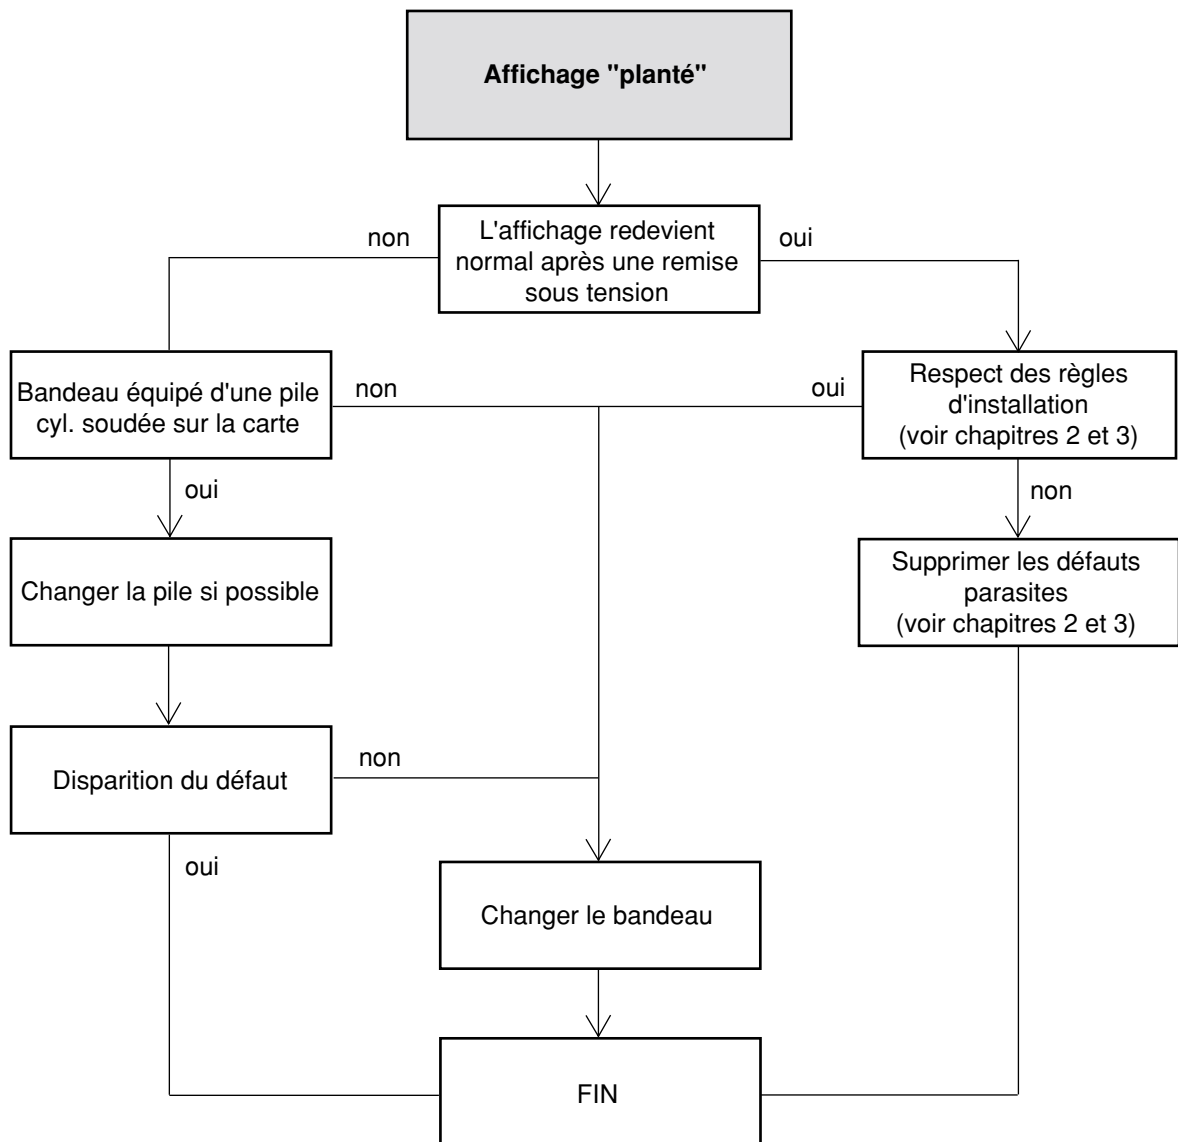 Affichage "planté"
non
L'affichage redevient
normal après une remise
sous tension
oui
Bandeau équipé d'une pile
cyl. soudée sur la carte
non
oui
Respect des règles
d'installation
(voir chapitres 2 et 3)
oui
non
Changer la pile si possible
Supprimer les défauts
parasites
(voir chapitres 2 et 3)
Disparition du défaut
non
oui
Changer le bandeau
FIN